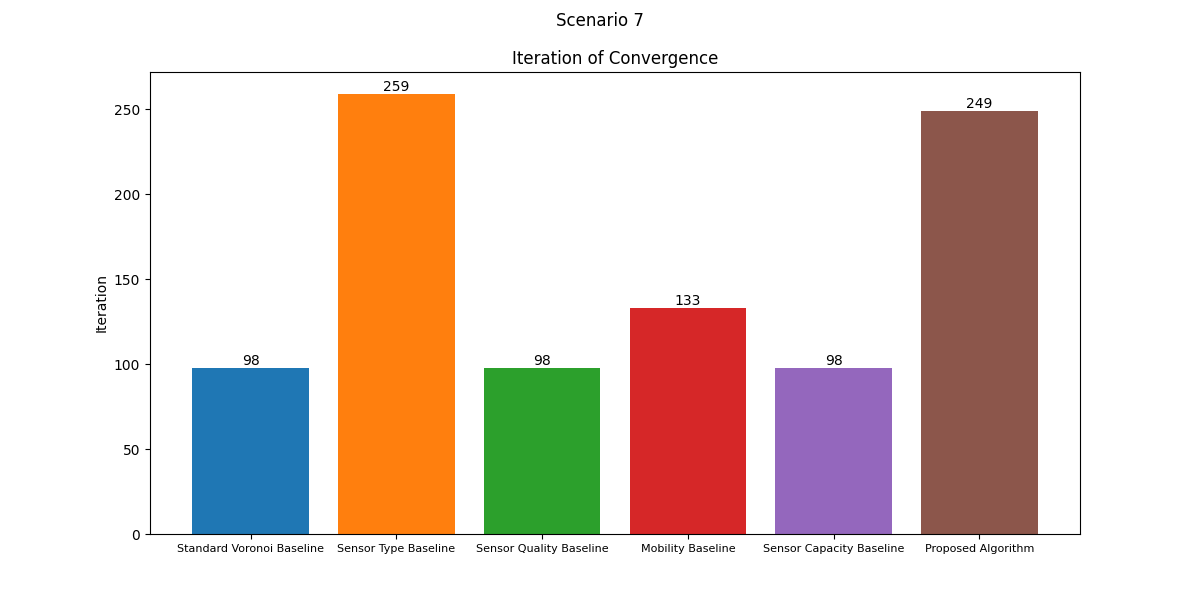 Scenario 7
Iteration of Convergence
Iteration
250
200
150
100
50
0
98
259
98
133
98
249
Standard Voronoi Baseline
Sensor Type Baseline
Sensor Quality Baseline
Mobility Baseline
Sensor Capacity Baseline
Proposed Algorithm